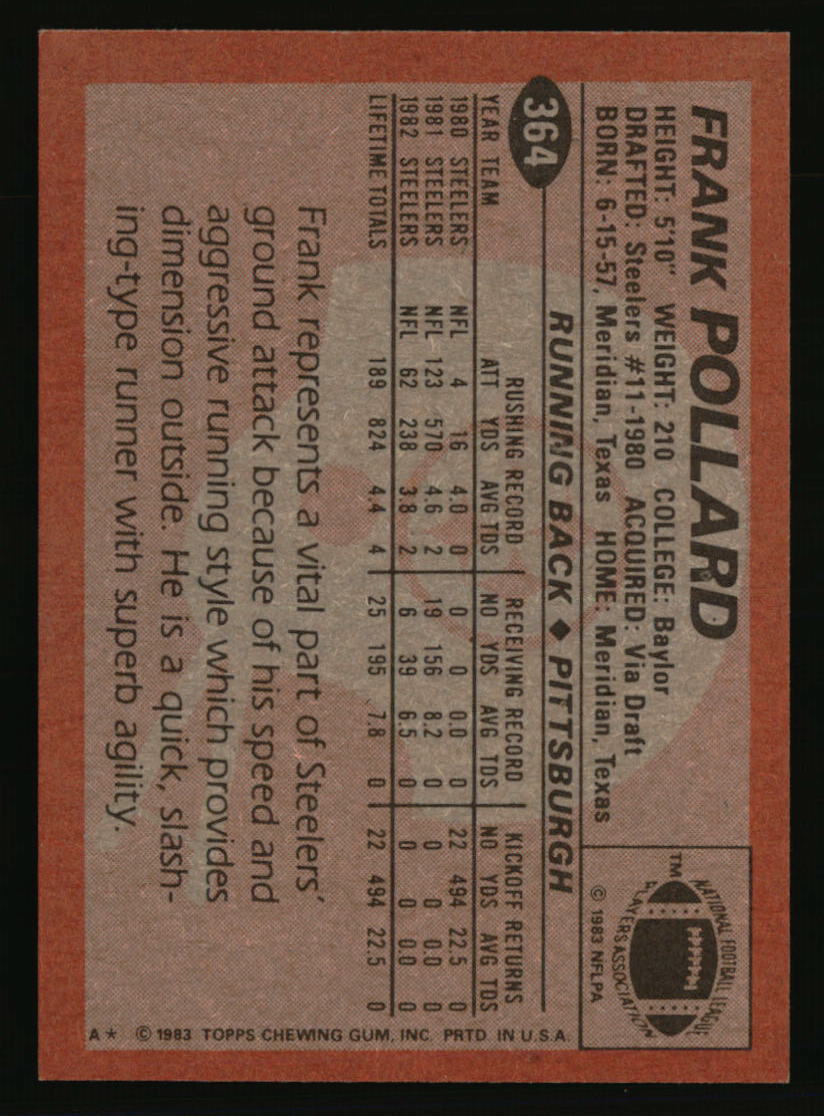 FRANK POLLARD
HEIGHT: 5'10" WEIGHT: 210 COLLEGE: Baylor
DRAFTED: Steelers #11-1980 ACQUIRED: Via Draft
BORN: 6-15-57, Meridian, Texas HOME: Meridian, Texas
TM
NATIONAL FOOTBALL LEAGUE
PLAYERS ASSOCIATION
© 1983 NFLPA
364
RUNNING BACK ♦ PITTSBURGH
RUSHING RECORD RECEIVING RECORD KICKOFF RETURNS
YEAR TEAM ATT YDS AVG TDS NO YDS AVG TDS NO YDS AVG TDS
1980 STEELERS NFL 4 16 4.0 0 0 0 0.0 0 22 494 22.5 0
1981 STEELERS NFL 123 570 4.6 2 19 156 8.2 0 0 0 0.0 0
1982 STEELERS NFL 62 238 3.8 2 6 39 6.5 0 0 0 0.0 0
LIFETIME TOTALS 189 824 4.4 4 25 195 7.8 0 22 494 22.5 0
Frank represents a vital part of Steelers'
ground attack because of his speed and
aggressive running style which provides
dimension outside. He is a quick, slash-
ing-type runner with superb agility.
A* © 1983 TOPPS CHEWING GUM, INC. PRTD. IN U.S.A.